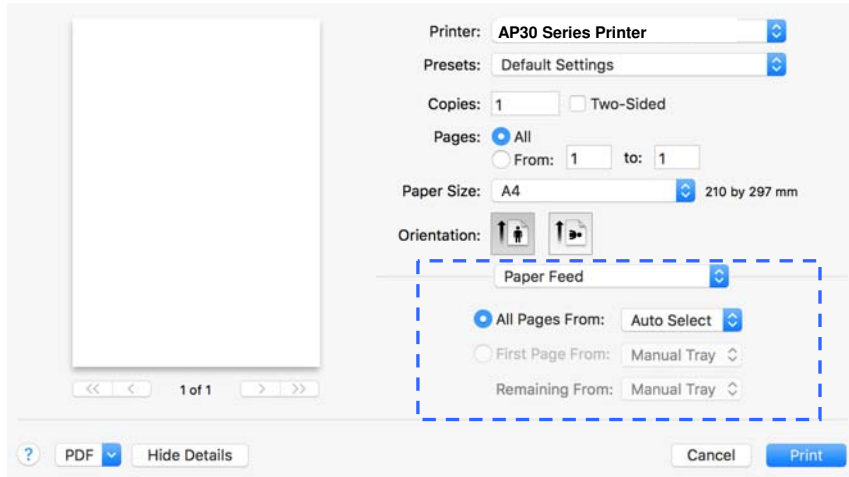 Printer: AP30 Series Printer
Presets: Default Settings
Copies: 1 Two-Sided
Pages: All
From: 1 to: 1
Paper Size: A4 210 by 297 mm
Orientation:
Paper Feed
All Pages From: Auto Select
First Page From: Manual Tray
Remaining From: Manual Tray
<< < 1 of 1 > >>
? PDF Hide Details Cancel Print